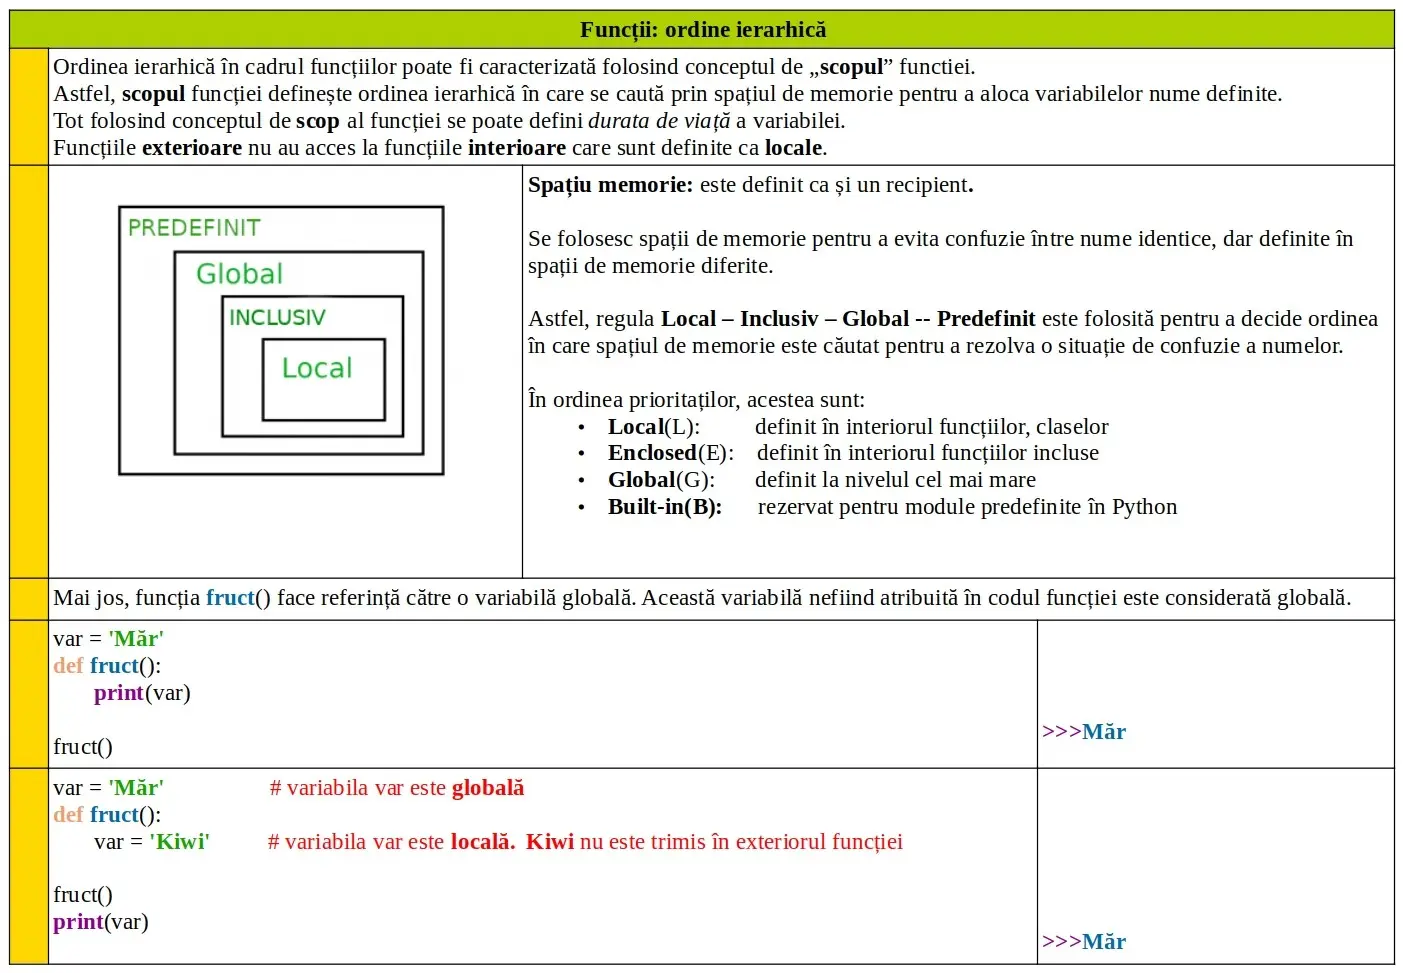 Funcții: ordine ierarhică
Ordinea ierarhică în cadrul funcțiilor poate fi caracterizată folosind conceptul de „scopul” functiei.
Astfel, scopul funcției definește ordinea ierarhică în care se caută prin spațiul de memorie pentru a aloca variabilelor nume definite.
Tot folosind conceptul de scop al funcției se poate defini durata de viață a variabilei.
Funcțiile exterioare nu au acces la funcțiile interioare care sunt definite ca locale.
PREDEFINIT
Global
INCLUSIV
Local
Spațiu memorie: este definit ca și un recipient.
Se folosesc spații de memorie pentru a evita confuzie între nume identice, dar definite în
spații de memorie diferite.
Astfel, regula Local – Inclusiv – Global -- Predefinit este folosită pentru a decide ordinea
în care spațiul de memorie este căutat pentru a rezolva o situație de confuzie a numelor.
În ordinea prioritaților, acestea sunt:
• Local(L): definit în interiorul funcțiilor, claselor
• Enclosed(E): definit în interiorul funcțiilor incluse
• Global(G): definit la nivelul cel mai mare
• Built-in(B): rezervat pentru module predefinite în Python
Mai jos, funcția fruct() face referință către o variabilă globală. Această variabilă nefiind atribuită în codul funcției este considerată globală.
var = 'Măr'
def fruct():
print(var)
fruct()
>>>Măr
var = 'Măr' # variabila var este globală
def fruct():
var = 'Kiwi' # variabila var este locală. Kiwi nu este trimis în exteriorul funcției
fruct()
print(var)
>>>Măr